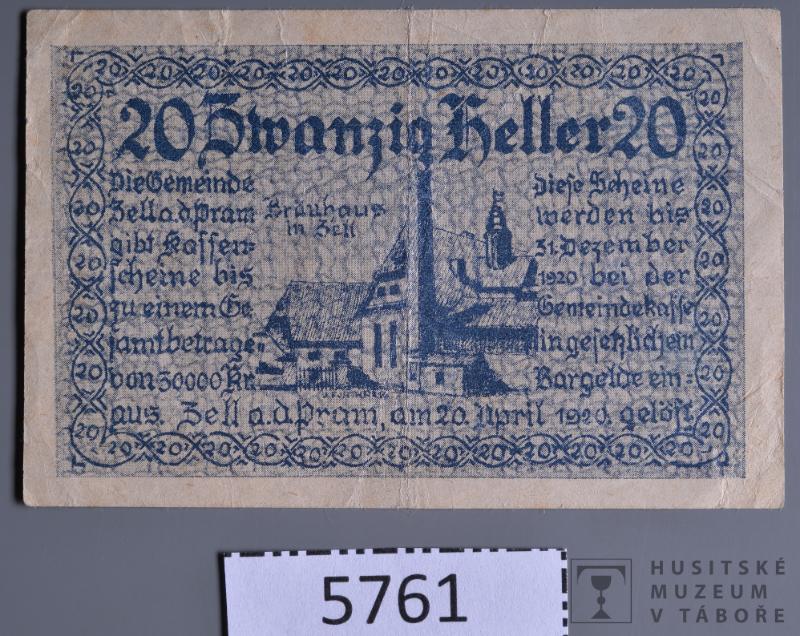 20 Zwanzig Heller 20
Die Gemeinde
Zell a.d.Pram
gibt Kassen-
scheine bis
zu einem Ge-
samtbetrage
von 50000 Kr.
Bräuhaus
in Zell
diese Scheine
werden bis
31. Dezember
1920 bei der
Gemeindekasse
in gesetzlichem
Bargelde ein-
aus. Zell a.d.Pram, am 20. April 1920. gelöst.
5761
HUSITSKÉ
MUZEUM
V TÁBOŘE